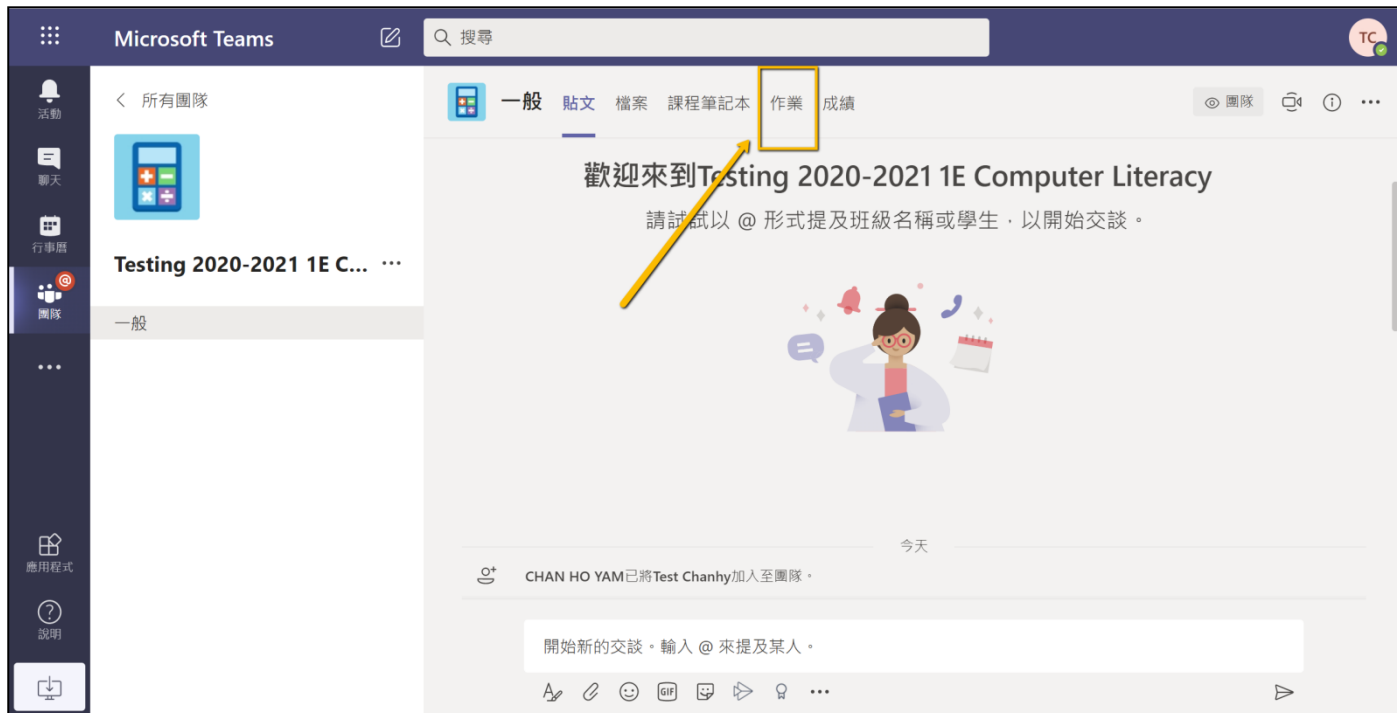 Microsoft Teams
搜尋
TC
活動
聊天
行事曆
@
團隊
應用程式
說明
所有團隊
Testing 2020-2021 1E C... ···
一般
一般 貼文 檔案 課程筆記本 作業 成績
團隊
歡迎來到Testing 2020-2021 1E Computer Literacy
請試試以 @ 形式提及班級名稱或學生，以開始交談。
今天
CHAN HO YAM已將Test Chanhy加入至團隊。
開始新的交談。輸入 @ 來提及某人。
GIF